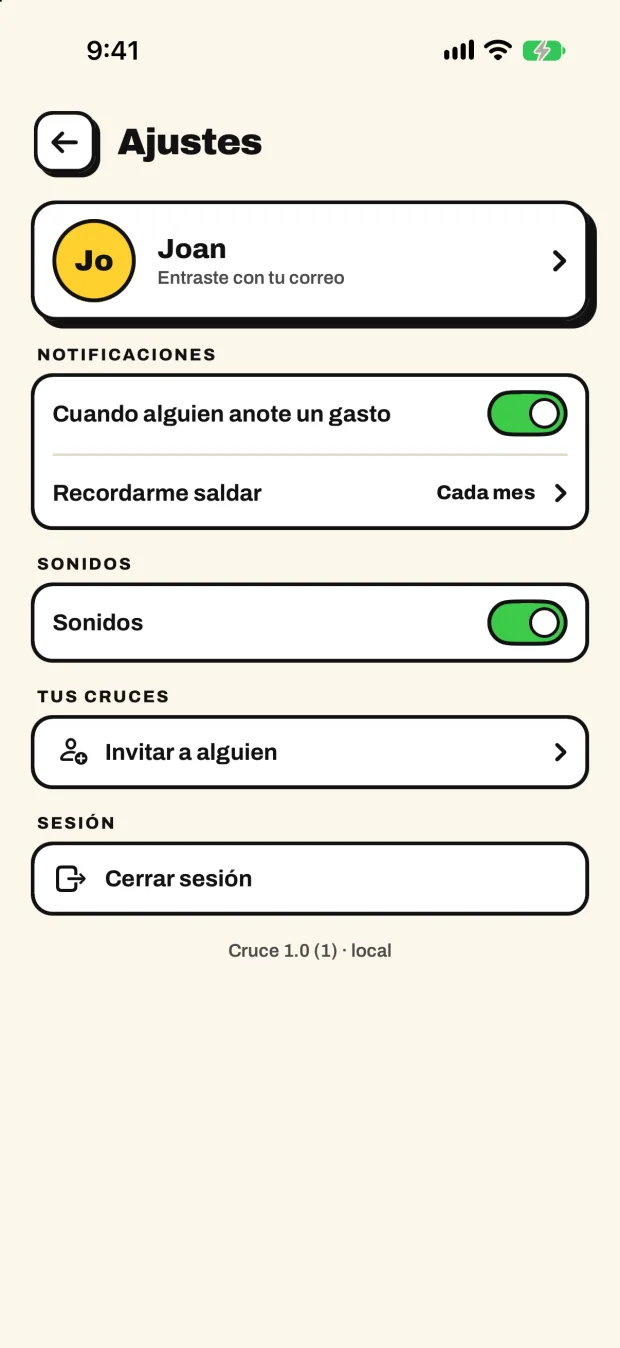 9:41
Ajustes
Jo
Joan
Entraste con tu correo
NOTIFICACIONES
Cuando alguien anote un gasto
Recordarme saldar Cada mes
SONIDOS
Sonidos
TUS CRUCES
Invitar a alguien
SESIÓN
Cerrar sesión
Cruce 1.0 (1) · local